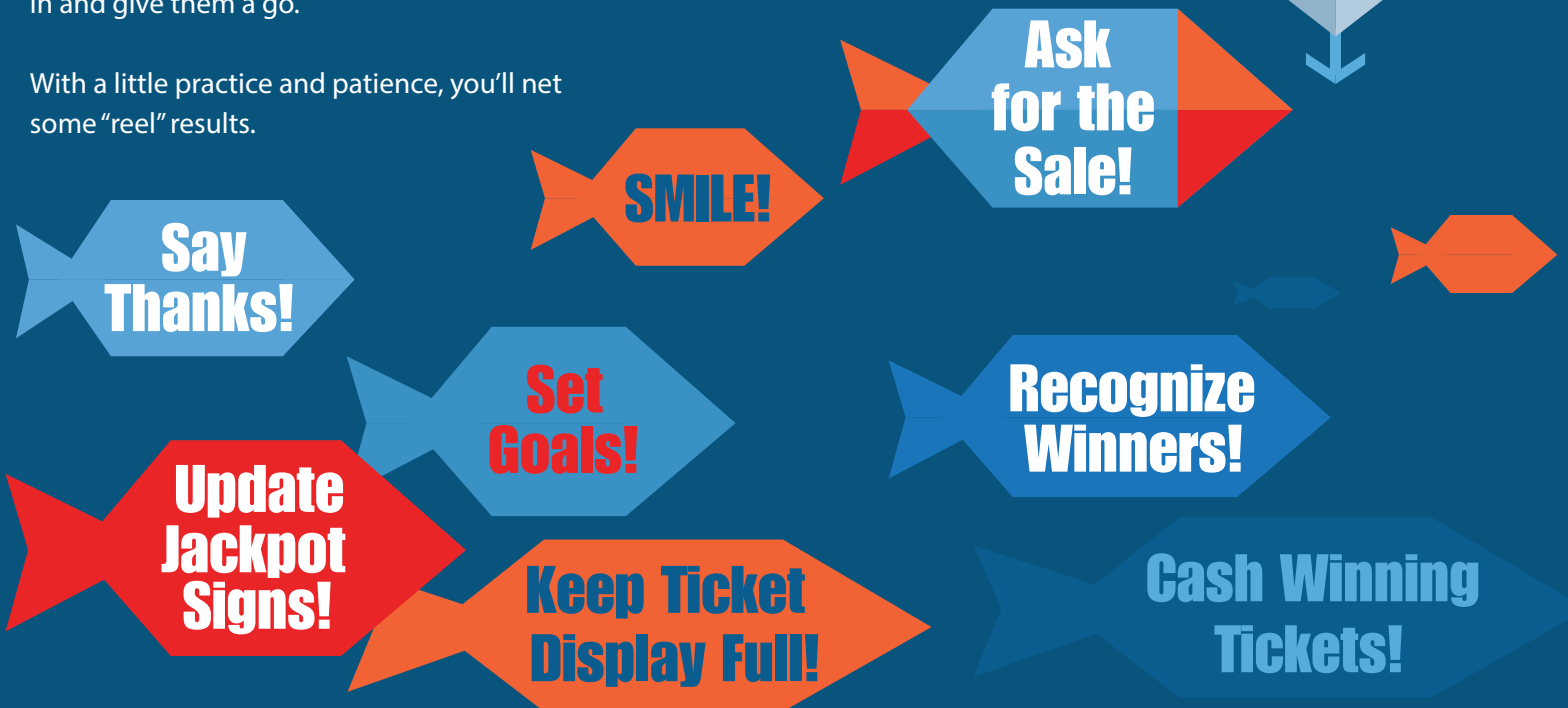 in and give them a go.
With a little practice and patience, you’ll net
some “reel” results.
Ask
for the
Sale!
SMILE!
Say
Thanks!
Set
Goals!
Recognize
Winners!
Update
Jackpot
Signs!
Keep Ticket
Display Full!
Cash Winning
Tickets!